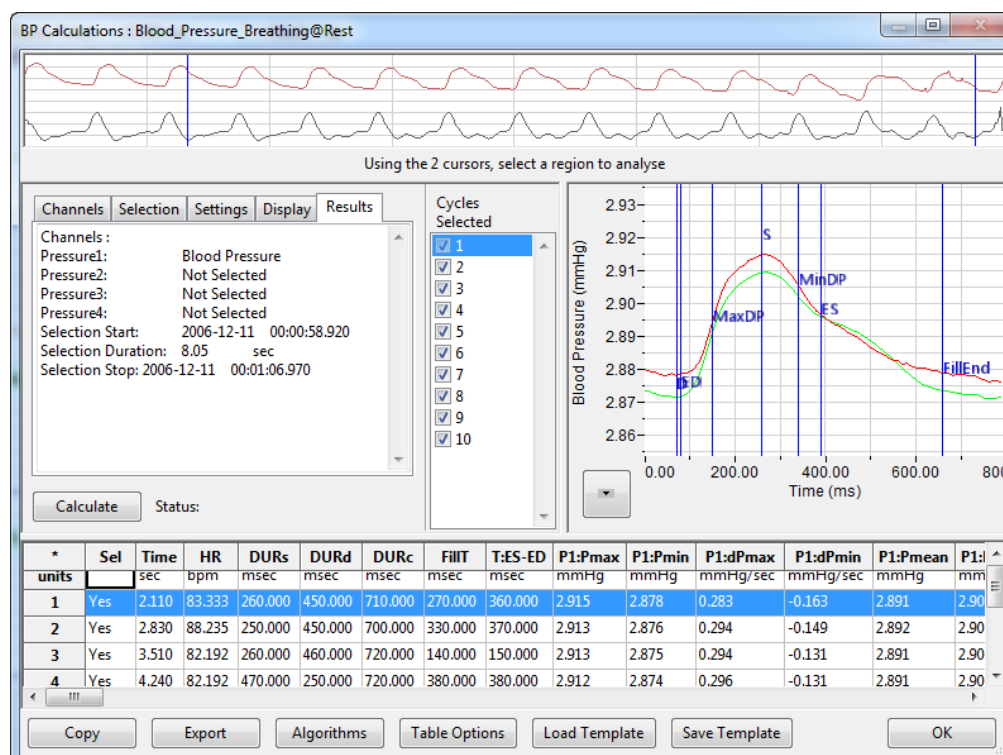 BP Calculations : Blood_Pressure_Breathing@Rest
Using the 2 cursors, select a region to analyse
Channels Selection Settings Display Results
Channels :
Pressure1: Blood Pressure
Pressure2: Not Selected
Pressure3: Not Selected
Pressure4: Not Selected
Selection Start: 2006-12-11 00:00:58.920
Selection Duration: 8.05 sec
Selection Stop: 2006-12-11 00:01:06.970
Calculate Status:
Cycles
Selected
1
2
3
4
5
6
7
8
9
10
Blood Pressure (mmHg)
2.93
2.92
2.91
2.90
2.89
2.88
2.87
2.86
S
MinDP
ES
MaxDP
ED
FillEnd
0.00 200.00 400.00 600.00 800
Time (ms)
* Sel Time HR DURs DURd DURc FillT T:ES-ED P1:Pmax P1:Pmin P1:dPmax P1:dPmin P1:Pmean P1:
units sec bpm msec msec msec msec msec mmHg mmHg mmHg/sec mmHg/sec mmHg mm
1 Yes 2.110 83.333 260.000 450.000 710.000 270.000 360.000 2.915 2.878 0.283 -0.163 2.891 2.90
2 Yes 2.830 88.235 250.000 450.000 700.000 330.000 370.000 2.913 2.876 0.294 -0.149 2.892 2.90
3 Yes 3.510 82.192 260.000 460.000 720.000 140.000 150.000 2.913 2.875 0.294 -0.131 2.891 2.90
4 Yes 4.240 82.192 470.000 250.000 720.000 380.000 380.000 2.912 2.874 0.296 -0.131 2.891 2.90
Copy Export Algorithms Table Options Load Template Save Template OK